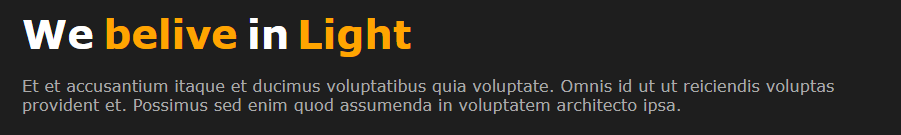 We belive in Light
Et et accusantium itaque et ducimus voluptatibus quia voluptate. Omnis id ut ut reiciendis voluptas
provident et. Possimus sed enim quod assumenda in voluptatem architecto ipsa.